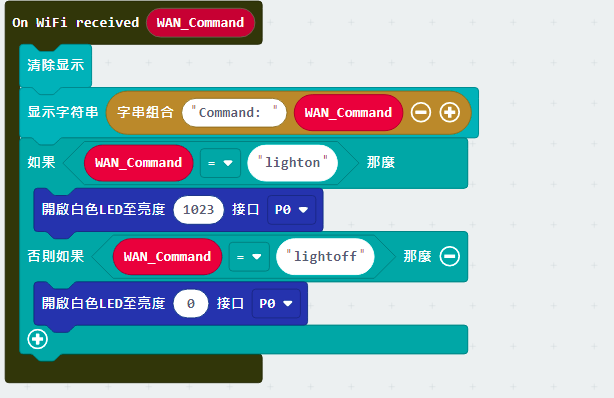 On WiFi received WAN_Command
清除显示
显示字符串 字串組合 "Command: " WAN_Command
如果 WAN_Command = "lighton" 那麼
開啟白色LED至亮度 1023 接口 P0
否則如果 WAN_Command = "lightoff" 那麼
開啟白色LED至亮度 0 接口 P0